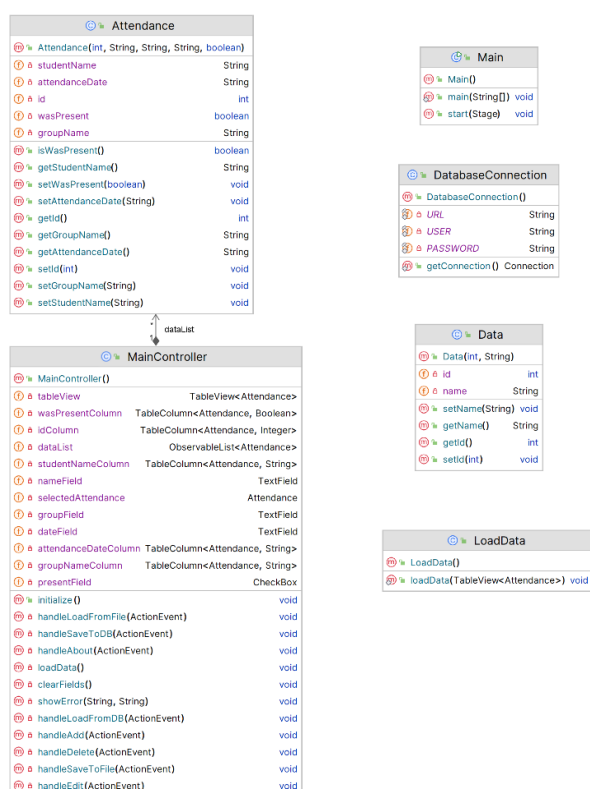 Attendance
Attendance(int, String, String, String, boolean)
studentName String
attendanceDate String
id int
wasPresent boolean
groupName String
isWasPresent() boolean
getStudentName() String
setWasPresent(boolean) void
setAttendanceDate(String) void
getId() int
getGroupName() String
getAttendanceDate() String
setId(int) void
setGroupName(String) void
setStudentName(String) void
*
dataList
*
MainController
MainController()
tableView TableView<Attendance>
wasPresentColumn TableColumn<Attendance, Boolean>
idColumn TableColumn<Attendance, Integer>
dataList ObservableList<Attendance>
studentNameColumn TableColumn<Attendance, String>
nameField TextField
selectedAttendance Attendance
groupField TextField
dateField TextField
attendanceDateColumn TableColumn<Attendance, String>
groupNameColumn TableColumn<Attendance, String>
presentField CheckBox
initialize() void
handleLoadFromFile(ActionEvent) void
handleSaveToDB(ActionEvent) void
handleAbout(ActionEvent) void
loadData() void
clearFields() void
showError(String, String) void
handleLoadFromDB(ActionEvent) void
handleAdd(ActionEvent) void
handleDelete(ActionEvent) void
handleSaveToFile(ActionEvent) void
handleEdit(ActionEvent) void
Main
Main()
main(String[]) void
start(Stage) void
DatabaseConnection
DatabaseConnection()
URL String
USER String
PASSWORD String
getConnection() Connection
Data
Data(int, String)
id int
name String
setName(String) void
getName() String
getId() int
setId(int) void
LoadData
LoadData()
loadData(TableView<Attendance>) void